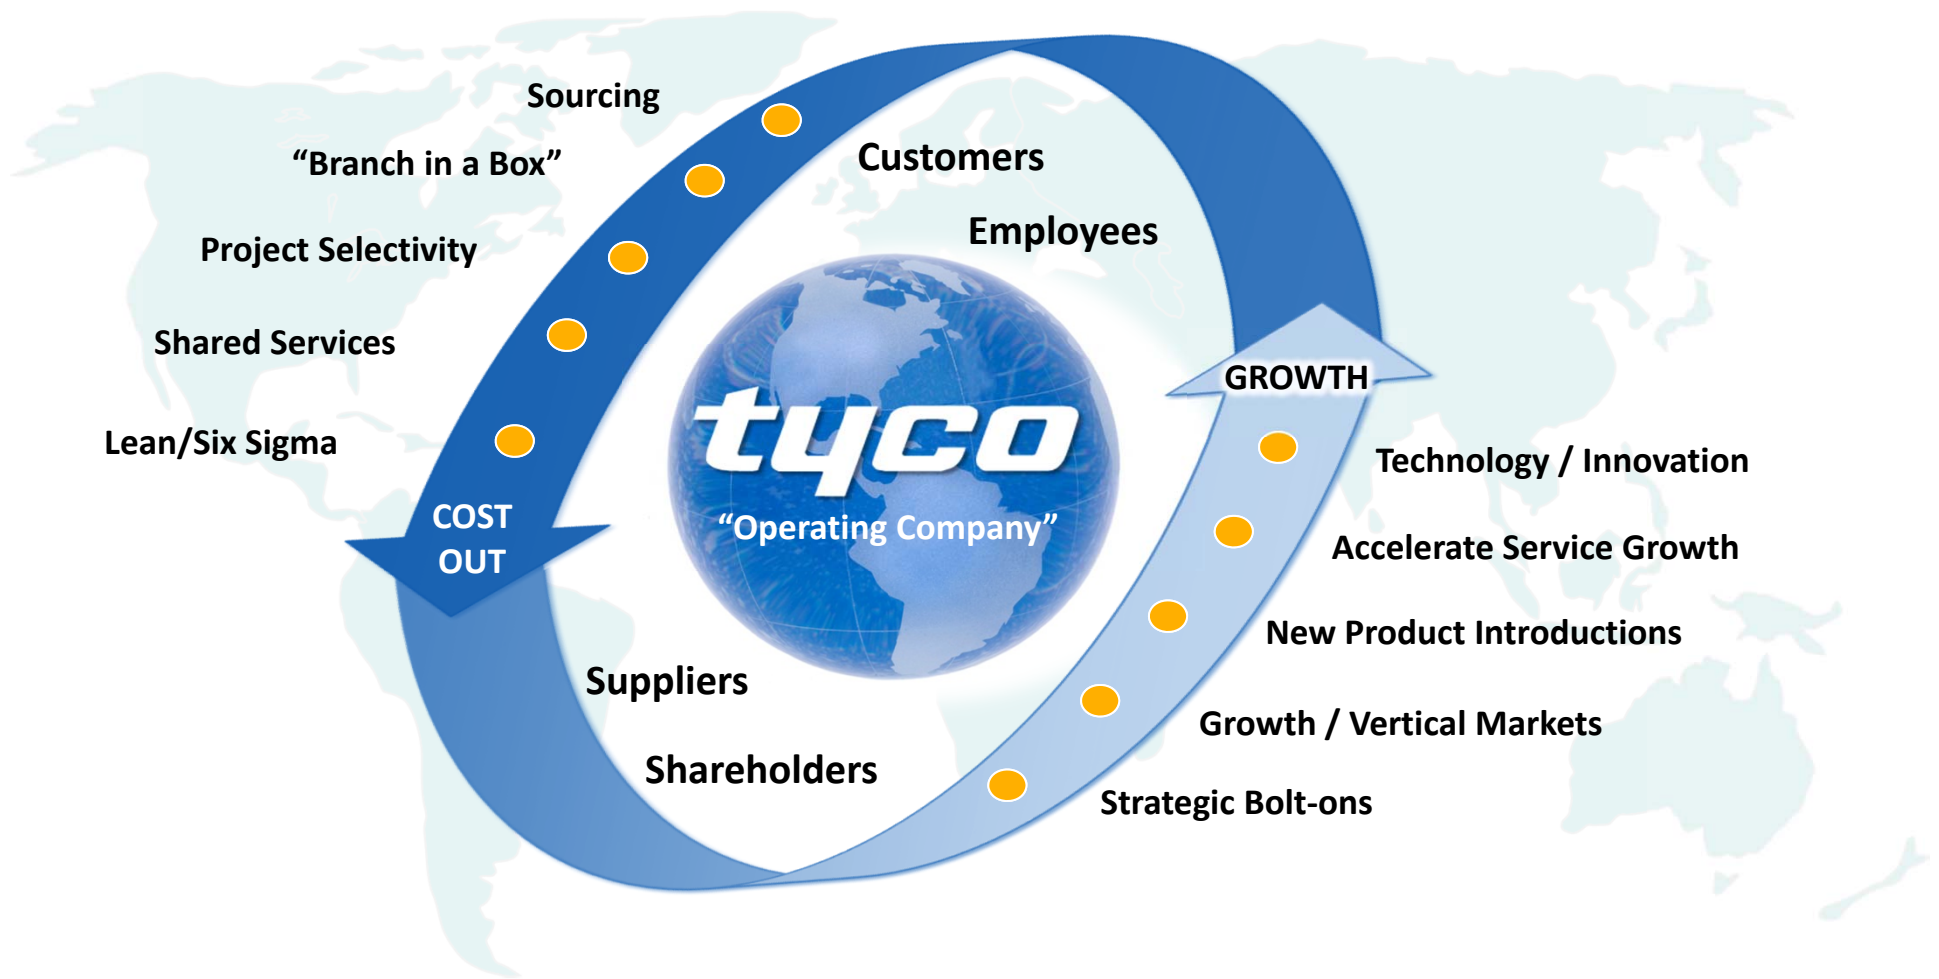 Sourcing
“Branch in a Box”
Project Selectivity
Shared Services
Lean/Six Sigma
COST
OUT
Customers
Employees
tyco
“Operating Company”
Suppliers
Shareholders
GROWTH
Technology / Innovation
Accelerate Service Growth
New Product Introductions
Growth / Vertical Markets
Strategic Bolt-ons